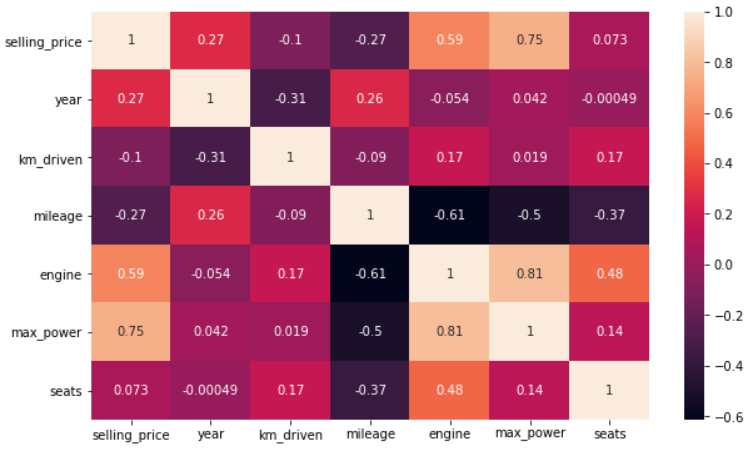 selling_price 1 0.27 -0.1 -0.27 0.59 0.75 0.073
year 0.27 1 -0.31 0.26 -0.054 0.042 -0.00049
km_driven -0.1 -0.31 1 -0.09 0.17 0.019 0.17
mileage -0.27 0.26 -0.09 1 -0.61 -0.5 -0.37
engine 0.59 -0.054 0.17 -0.61 1 0.81 0.48
max_power 0.75 0.042 0.019 -0.5 0.81 1 0.14
seats 0.073 -0.00049 0.17 -0.37 0.48 0.14 1
selling_price year km_driven mileage engine max_power seats
1.0
0.8
0.6
0.4
0.2
0.0
−0.2
−0.4
−0.6